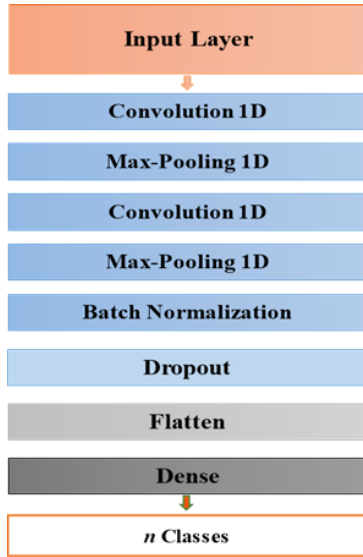 Input Layer
Convolution 1D
Max-Pooling 1D
Convolution 1D
Max-Pooling 1D
Batch Normalization
Dropout
Flatten
Dense
n Classes